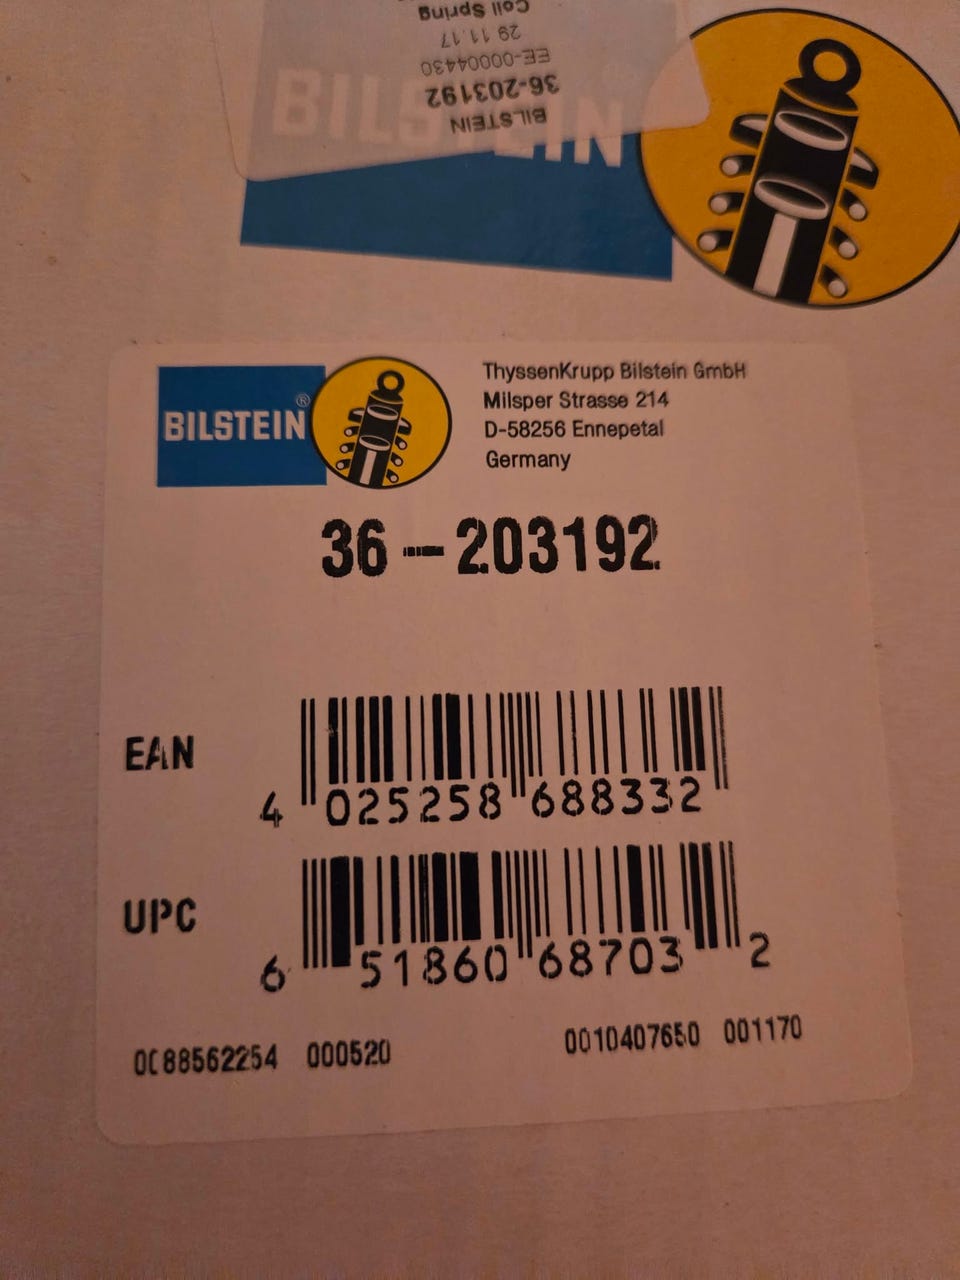 Coil Spring
29 11.17
EE-00004430
36-203192
BILSTEIN
BILSTEIN
BILSTEIN®
ThyssenKrupp Bilstein GmbH
Milsper Strasse 214
D-58256 Ennepetal
Germany
36-203192
EAN
4 025258 688332
UPC
6 51860 68703 2
0088562254 000520
0010407650 001170